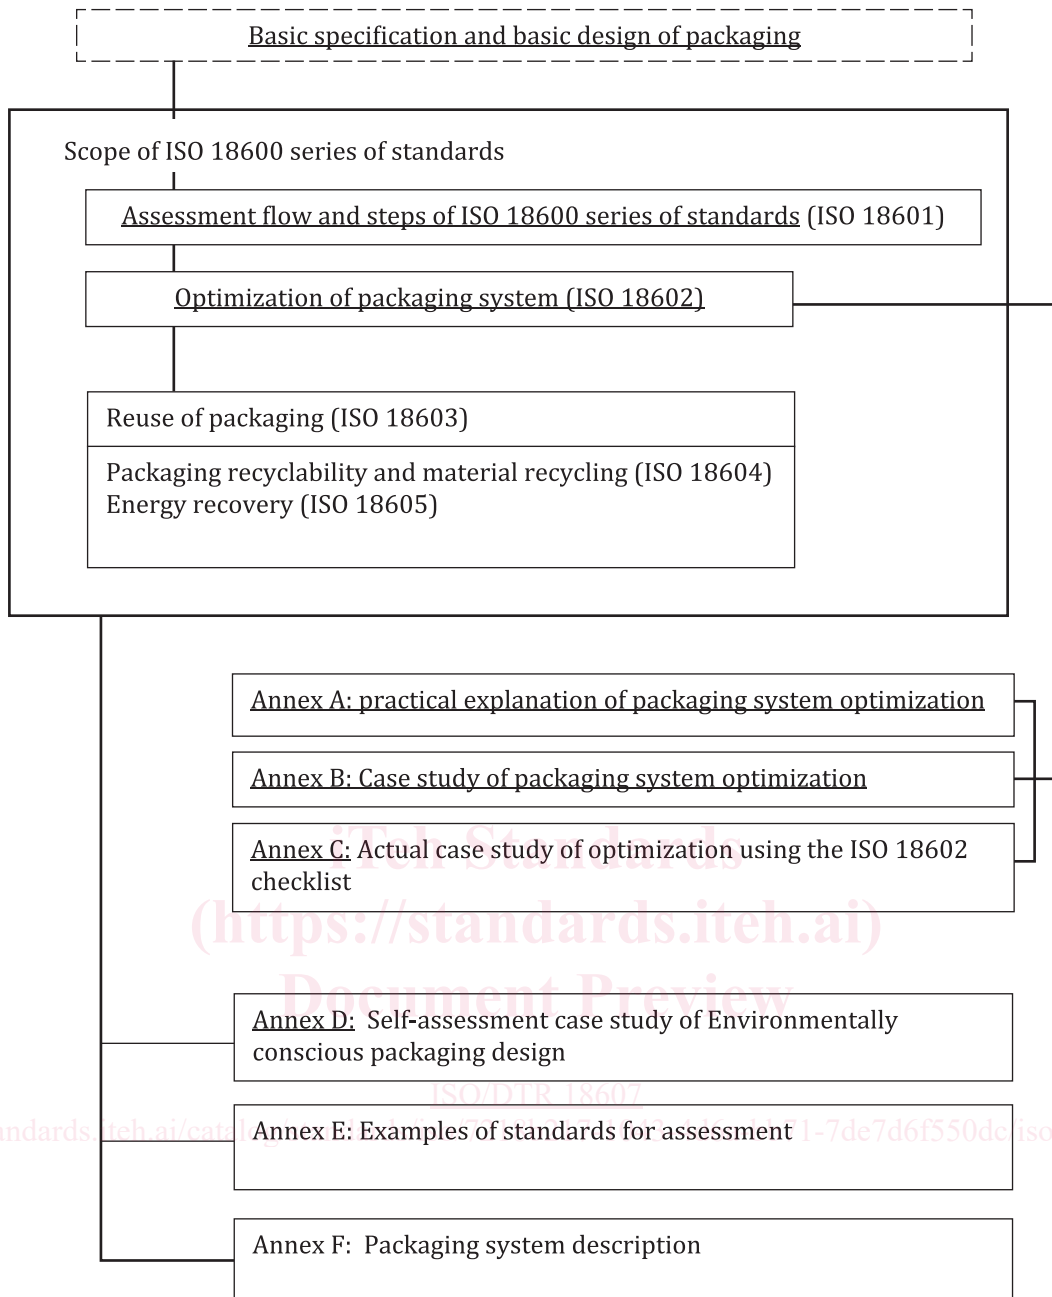 Basic specification and basic design of packaging
Scope of ISO 18600 series of standards
Assessment flow and steps of ISO 18600 series of standards (ISO 18601)
Optimization of packaging system (ISO 18602)
Reuse of packaging (ISO 18603)
Packaging recyclability and material recycling (ISO 18604)
Energy recovery (ISO 18605)
Annex A: practical explanation of packaging system optimization
Annex B: Case study of packaging system optimization
iTeh Standards
Annex C: Actual case study of optimization using the ISO 18602
checklist
(https://standards.iteh.ai)
Document Preview
Annex D: Self-assessment case study of Environmentally
conscious packaging design
ISO/DTR 18607
Annex E: Examples of standards for assessment
Annex F: Packaging system description